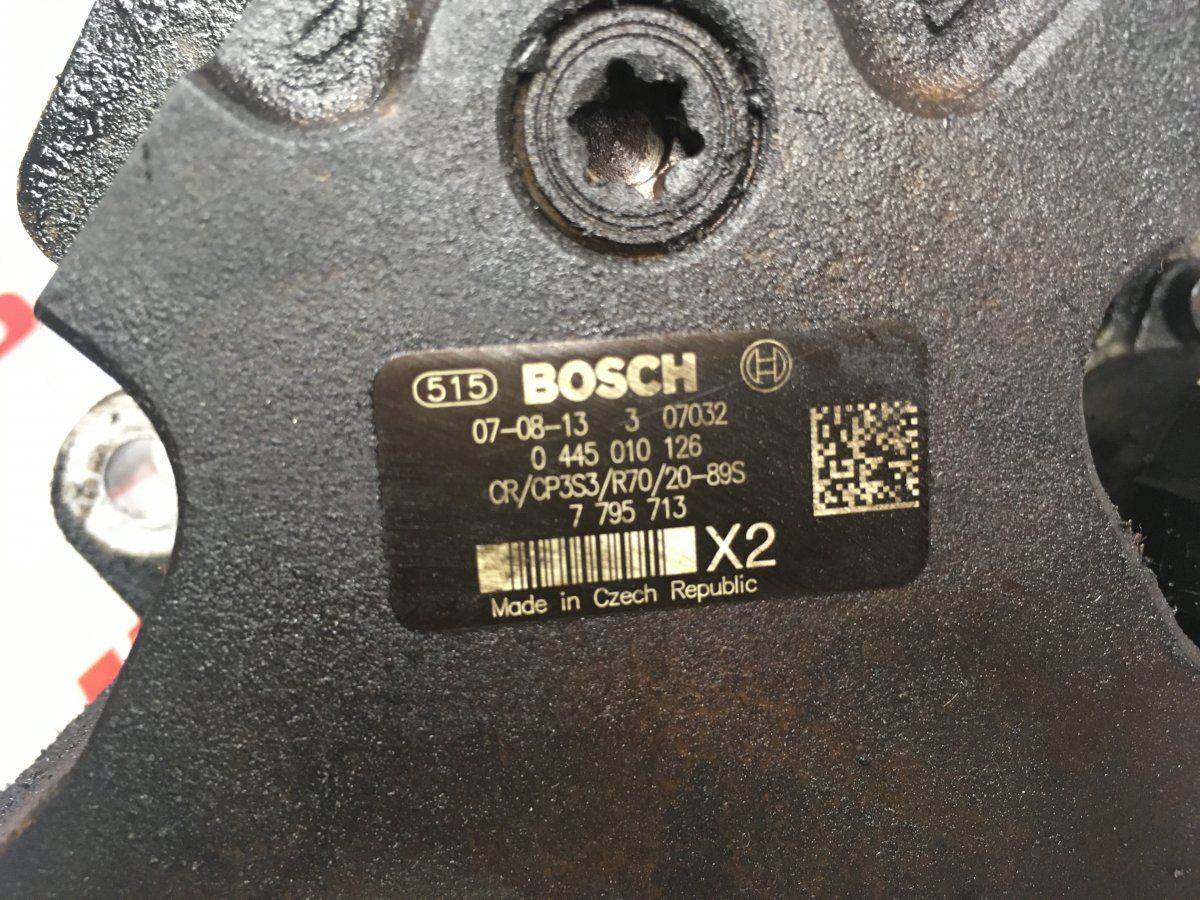 515 BOSCH
07-08-13 3 07032
0 445 010 126
CR/CP3S3/R70/20-89S
7 795 713
X2
Made in Czech Republic